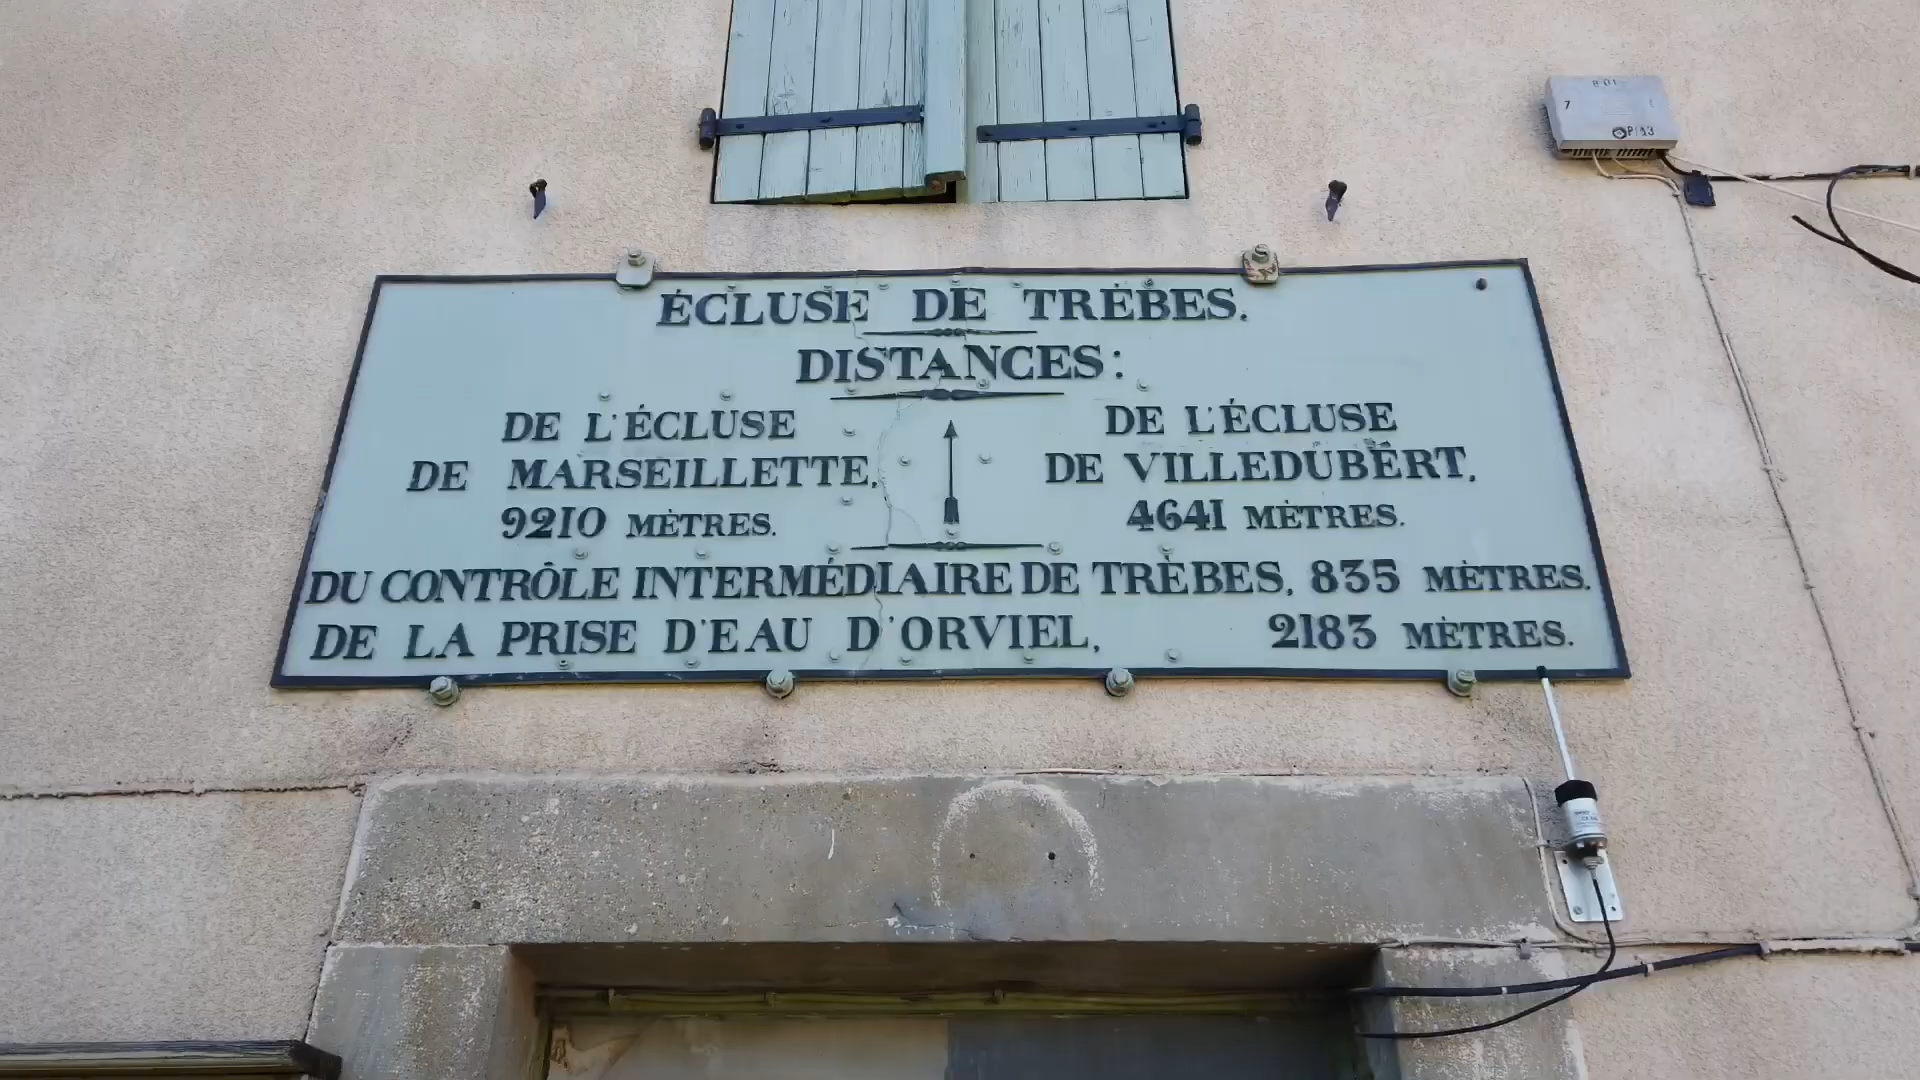 ÉCLUSE DE TRÈBES.
DISTANCES:
DE L'ÉCLUSE
DE MARSEILLETTE.
9210 MÈTRES.
DE L'ÉCLUSE
DE VILLEDUBERT.
4641 MÈTRES.
DU CONTRÔLE INTERMÉDIAIRE DE TRÈBES. 835 MÈTRES.
DE LA PRISE D'EAU D'ORVIEL. 2183 MÈTRES.
7